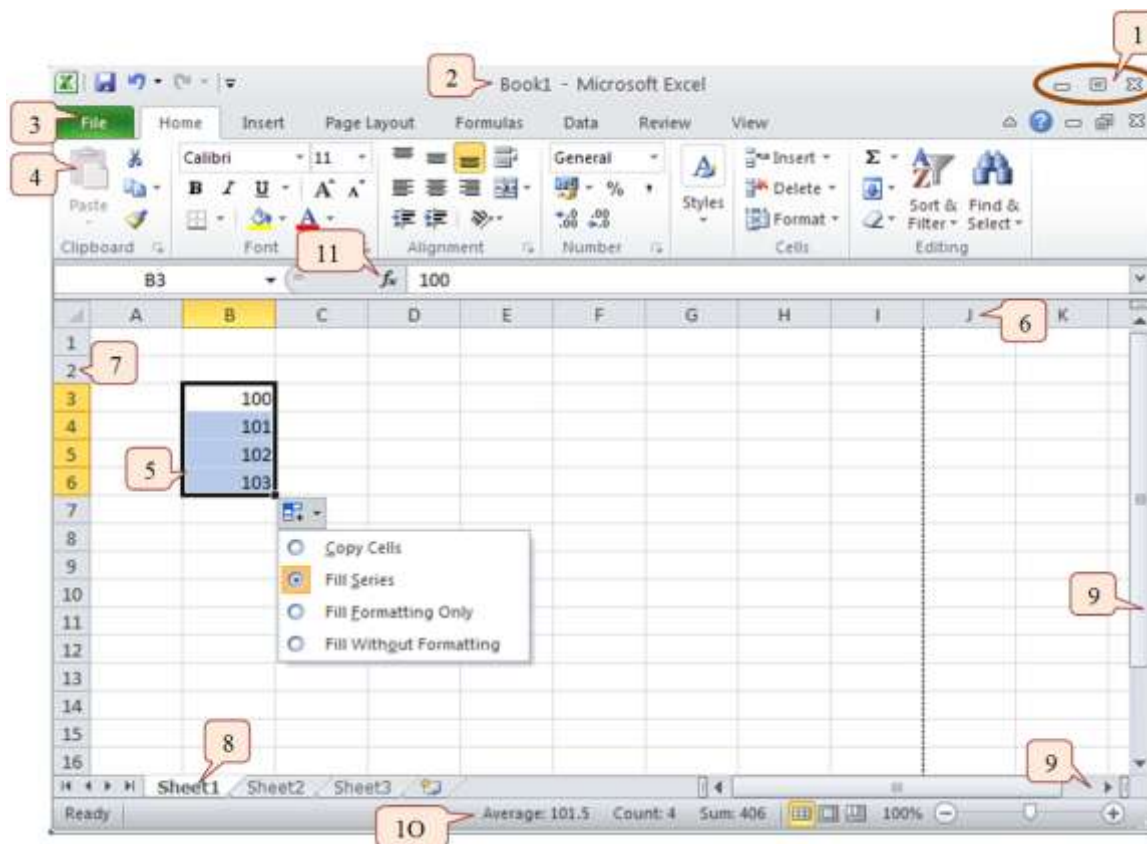 1
2
Book1 - Microsoft Excel
3
File Home Insert Page Layout Formulas Data Review View
4
Calibri 11 General Insert Σ
B I U A A % , Delete
Paste Styles Format Sort & Filter Find & Select
Clipboard Font Alignment Number Cells Editing
11
B3 fx 100
A B C D E F G H I J K
6
1
2
7
3 100
4 101
5 102
5
6 103
7
8 Copy Cells
9 Fill Series
10 Fill Formatting Only
9
11
12 Fill Without Formatting
13
14
15
8
16
9
Sheet1 Sheet2 Sheet3
Ready Average: 101.5 Count: 4 Sum: 406 100%
10